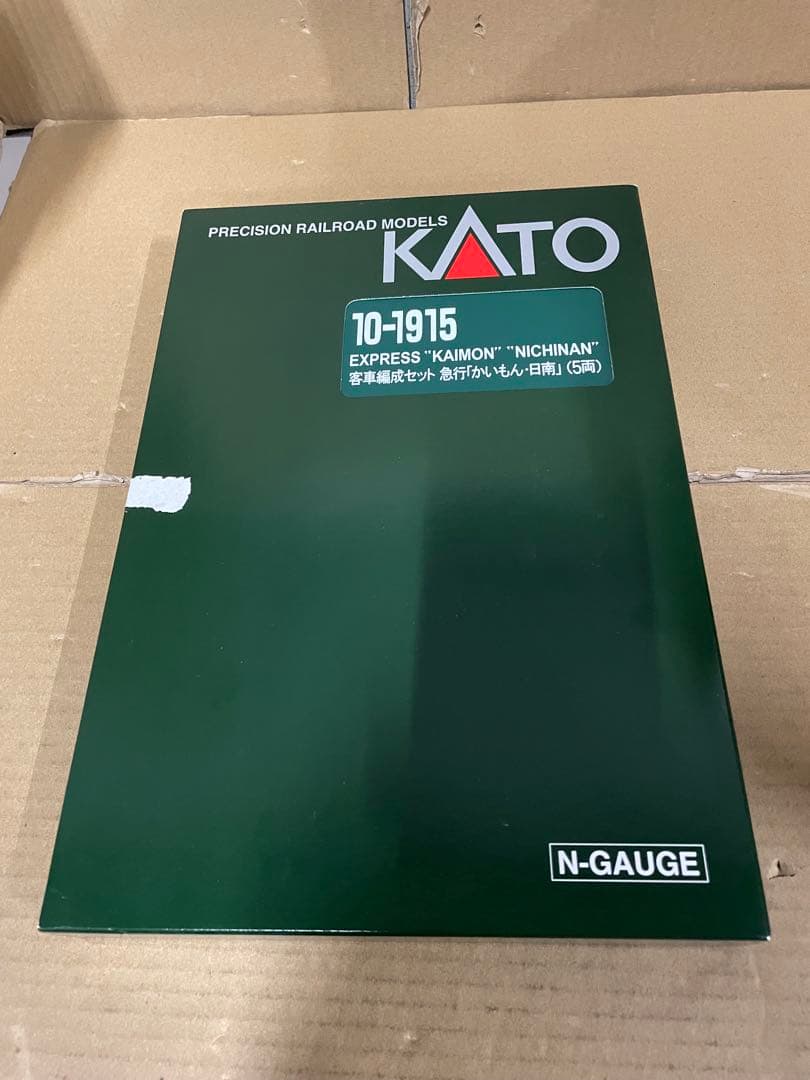 PRECISION RAILROAD MODELS
KATO
10-1915
EXPRESS "KAIMON" "NICHINAN"
客車編成セット 急行「かいもん・日南」(5両)
N-GAUGE